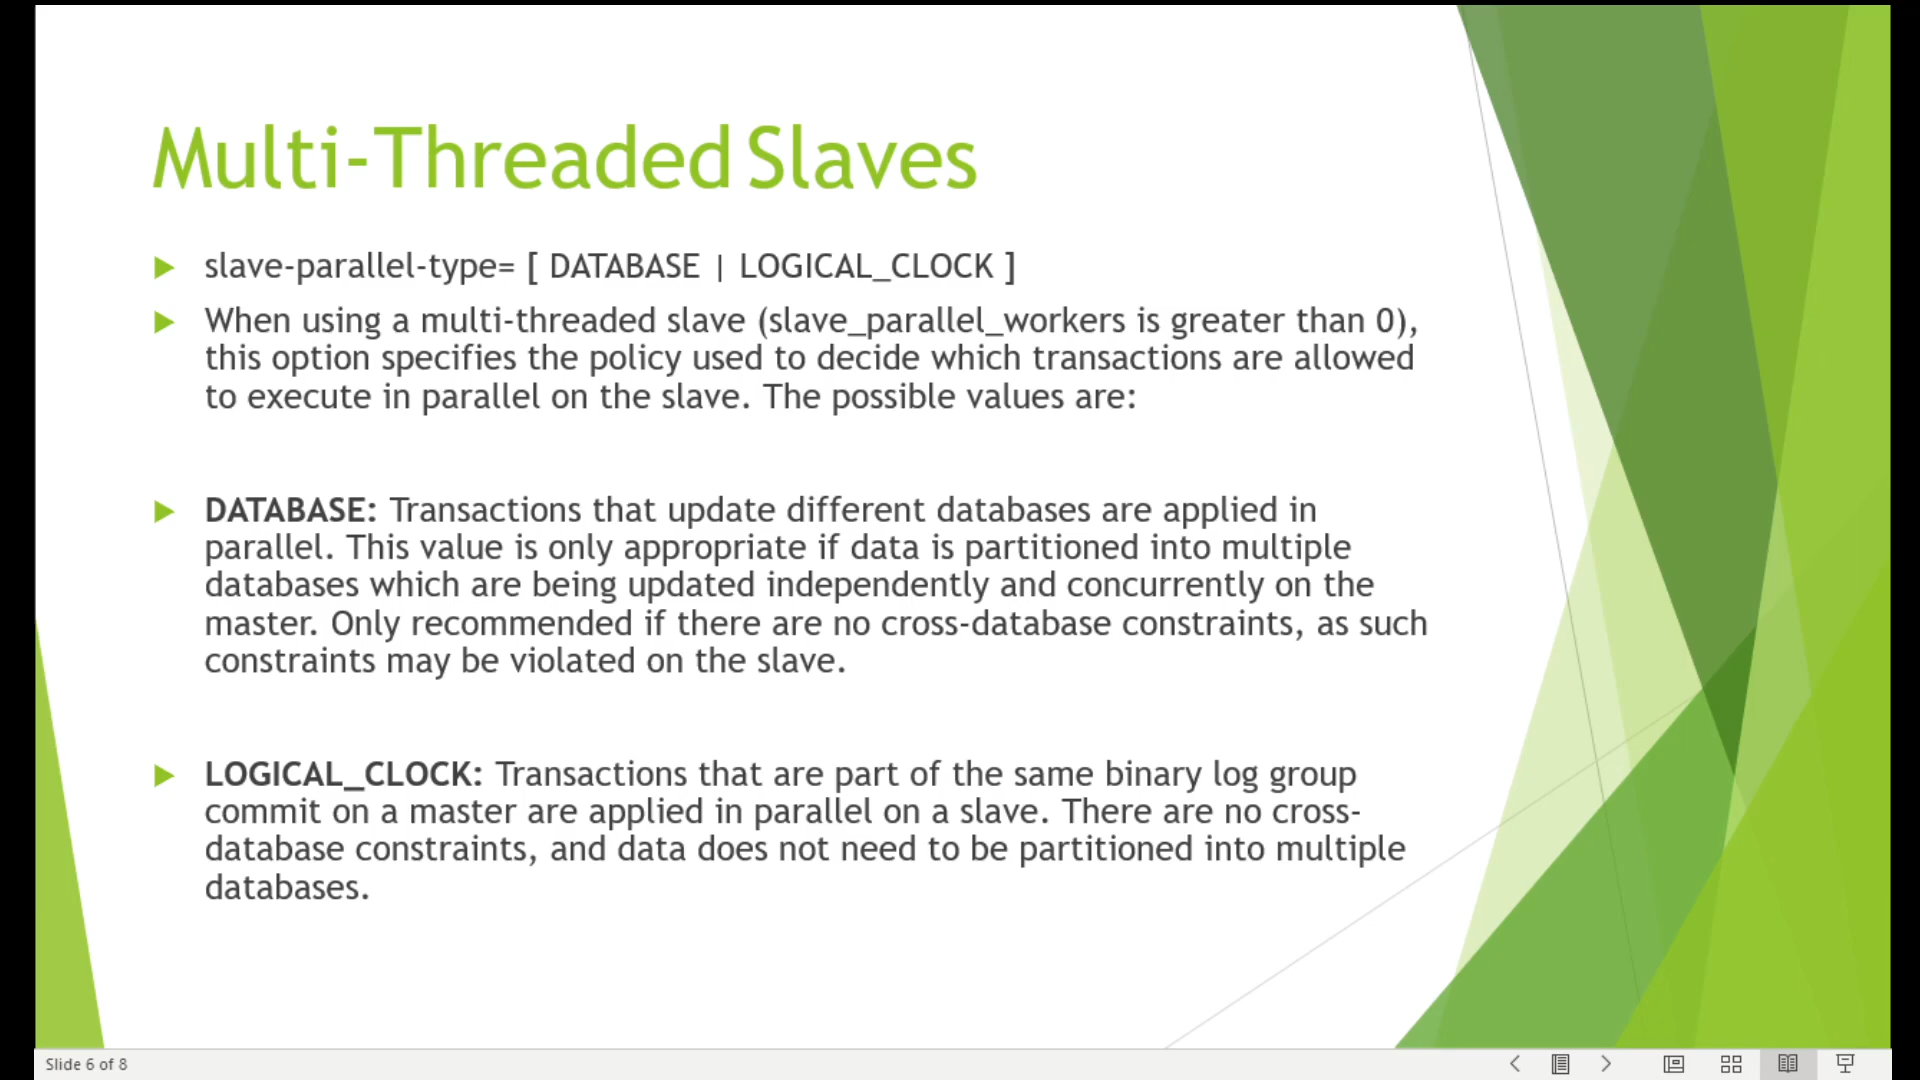 Multi-Threaded Slaves
slave-parallel-type= [ DATABASE | LOGICAL_CLOCK ]
When using a multi-threaded slave (slave_parallel_workers is greater than 0),
this option specifies the policy used to decide which transactions are allowed
to execute in parallel on the slave. The possible values are:
DATABASE: Transactions that update different databases are applied in
parallel. This value is only appropriate if data is partitioned into multiple
databases which are being updated independently and concurrently on the
master. Only recommended if there are no cross-database constraints, as such
constraints may be violated on the slave.
LOGICAL_CLOCK: Transactions that are part of the same binary log group
commit on a master are applied in parallel on a slave. There are no cross-
database constraints, and data does not need to be partitioned into multiple
databases.
Slide 6 of 8